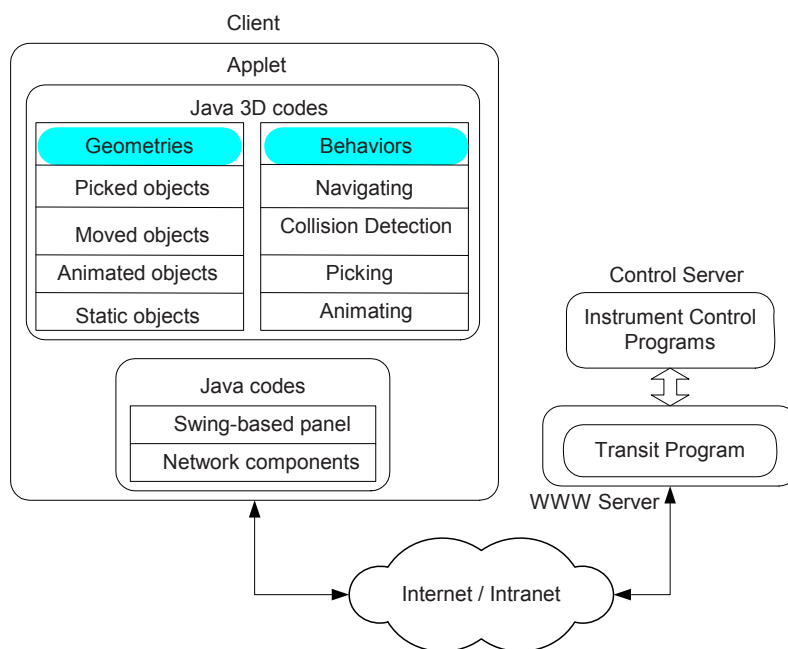 Client
Applet
Java 3D codes
Geometries
Picked objects
Moved objects
Animated objects
Static objects
Behaviors
Navigating
Collision Detection
Picking
Animating
Java codes
Swing-based panel
Network components
Control Server
Instrument Control
Programs
Transit Program
WWW Server
Internet / Intranet